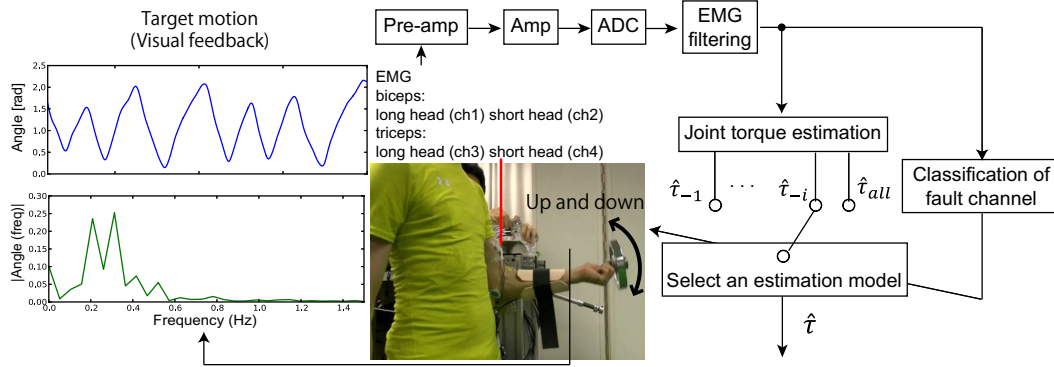 Target motion
(Visual feedback)
Angle [rad]
2.5
2.0
1.5
1.0
0.5
0.0
|Angle (freq)|
0.30
0.25
0.20
0.15
0.10
0.05
0.00
0.0 0.2 0.4 0.6 0.8 1.0 1.2 1.4
Frequency (Hz)
Pre-amp
Amp
ADC
EMG
filtering
EMG
biceps:
long head (ch1) short head (ch2)
triceps:
long head (ch3) short head (ch4)
Up and down
Joint torque estimation
τ̂₋₁ ··· τ̂₋ᵢ τ̂ₐₗₗ
Classification of
fault channel
Select an estimation model
τ̂